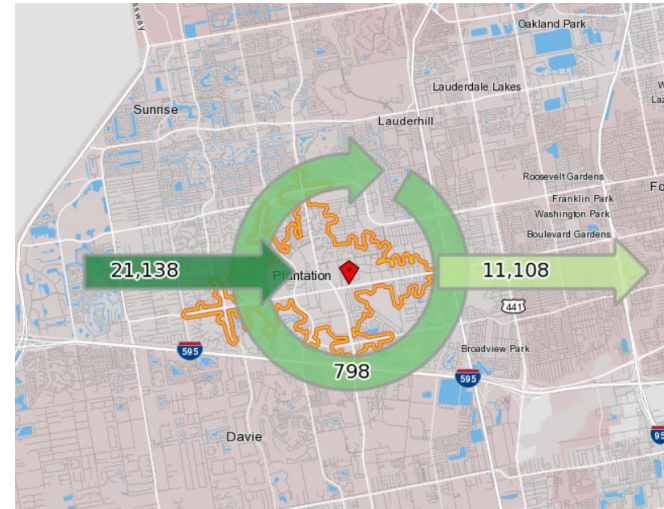 Oakland Park
Lauderdale Lakes
Sunrise
Lauderhill
Roosevelt Gardens
Franklin Park
Washington Park
Boulevard Gardens
21,138
Plantation
11,108
441
595
Broadview Park
798
595
Davie